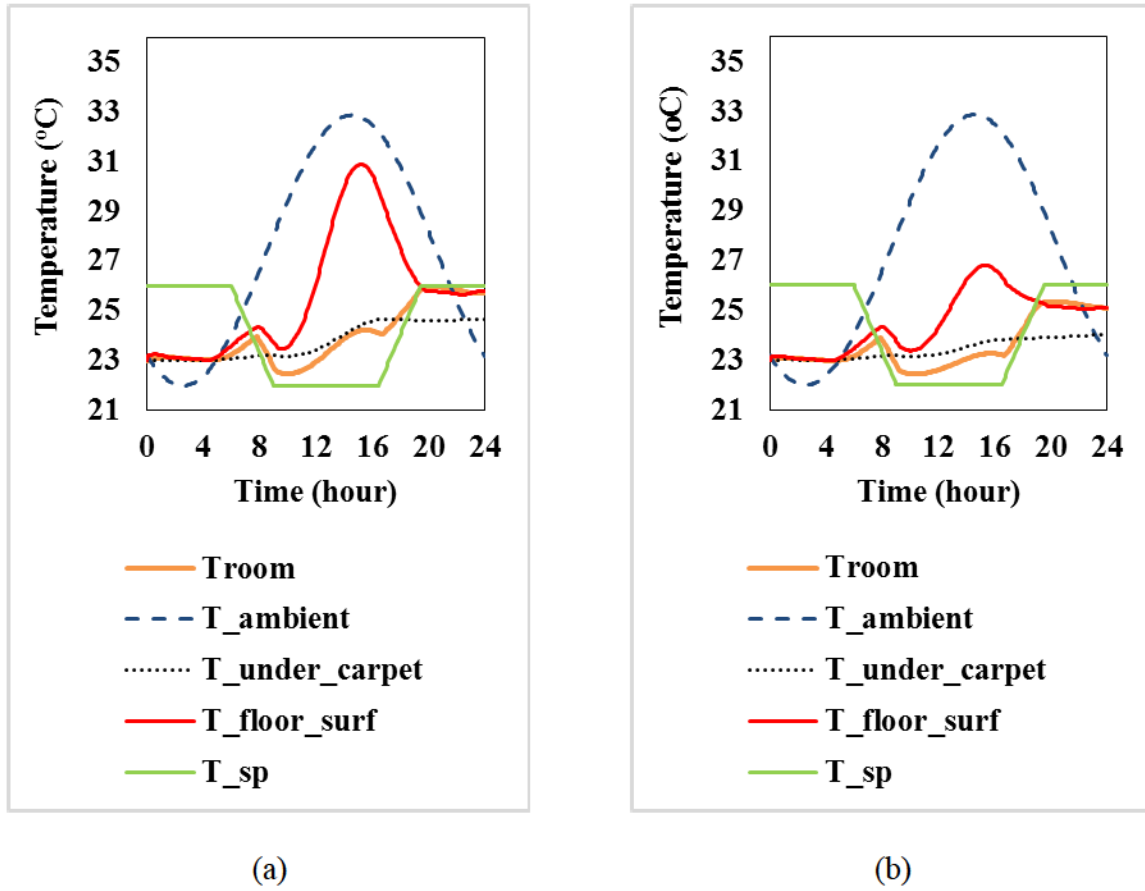 35
33
31
29
27
25
23
21
Temperature (ºC)
0 4 8 12 16 20 24
Time (hour)
Troom
T_ambient
T_under_carpet
T_floor_surf
T_sp
(a)
35
33
31
29
27
25
23
21
Temperature (oC)
0 4 8 12 16 20 24
Time (hour)
Troom
T_ambient
T_under_carpet
T_floor_surf
T_sp
(b)